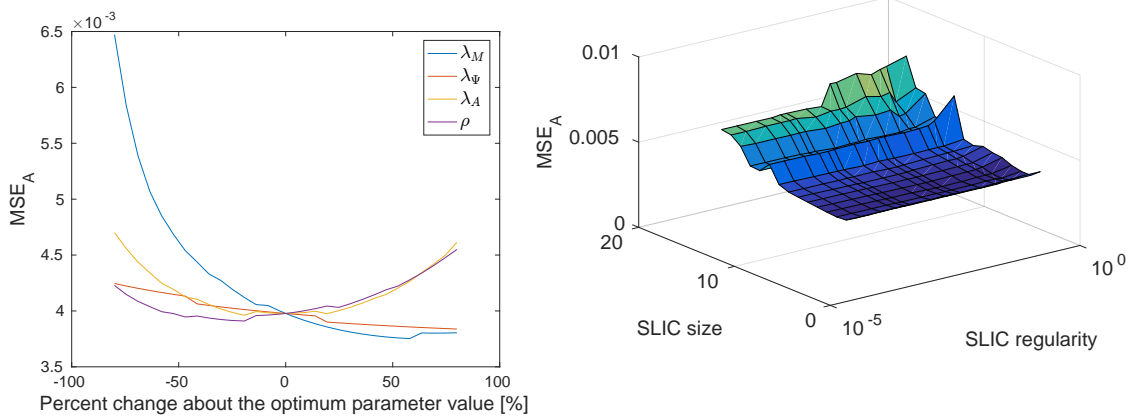 ×10⁻³
6.5
6
5.5
5
4.5
4
3.5
-100
-50
0
50
100
MSE_A
Percent change about the optimum parameter value [%]
λ_M
λ_Ψ
λ_A
ρ
0.01
0.005
0
MSE_A
20
10
0
SLIC size
10⁻⁵
10⁰
SLIC regularity